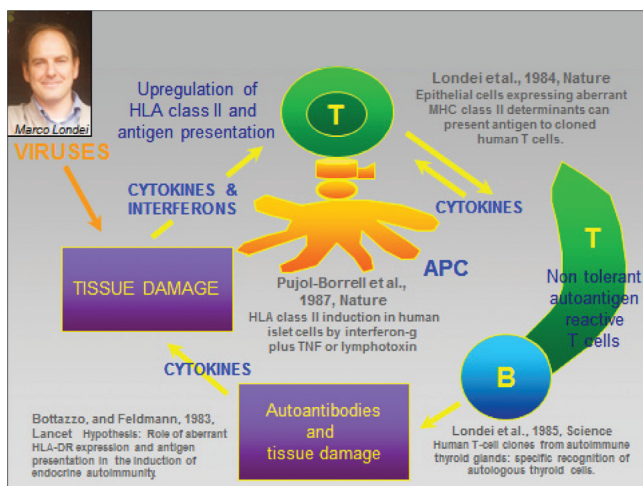 Marco Londei
VIRUSES
Upregulation of
HLA class II and
antigen presentation
T
Londei et al., 1984, Nature
Epithelial cells expressing aberrant
MHC class II determinants can
present antigen to cloned
human T cells.
CYTOKINES &
INTERFERONS
CYTOKINES
APC
TISSUE DAMAGE
Pujol-Borrell et al.,
1987, Nature
HLA class II induction in human
islet cells by interferon-g
plus TNF or lymphotoxin
T
Non tolerant
autoantigen
reactive
T cells
B
CYTOKINES
Autoantibodies
and
tissue damage
Bottazzo, and Feldmann, 1983,
Lancet Hypothesis: Role of aberrant
HLA-DR expression and antigen
presentation in the induction of
endocrine autoimmunity.
Londei et al., 1985, Science
Human T-cell clones from autoimmune
thyroid glands: specific recognition of
autologous thyroid cells.